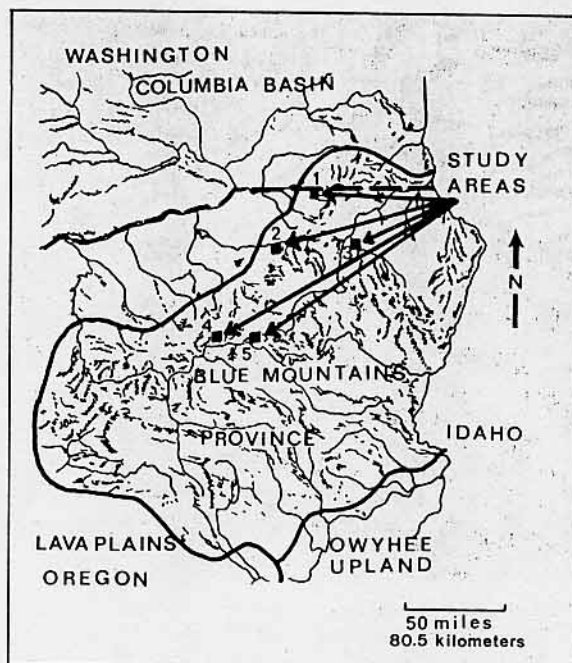 WASHINGTON
COLUMBIA BASIN
STUDY
AREAS
1
2
3
N
4
5
BLUE MOUNTAINS
PROVINCE
IDAHO
LAVA PLAINS
OREGON
OWYHEE
UPLAND
50 miles
80.5 kilometers